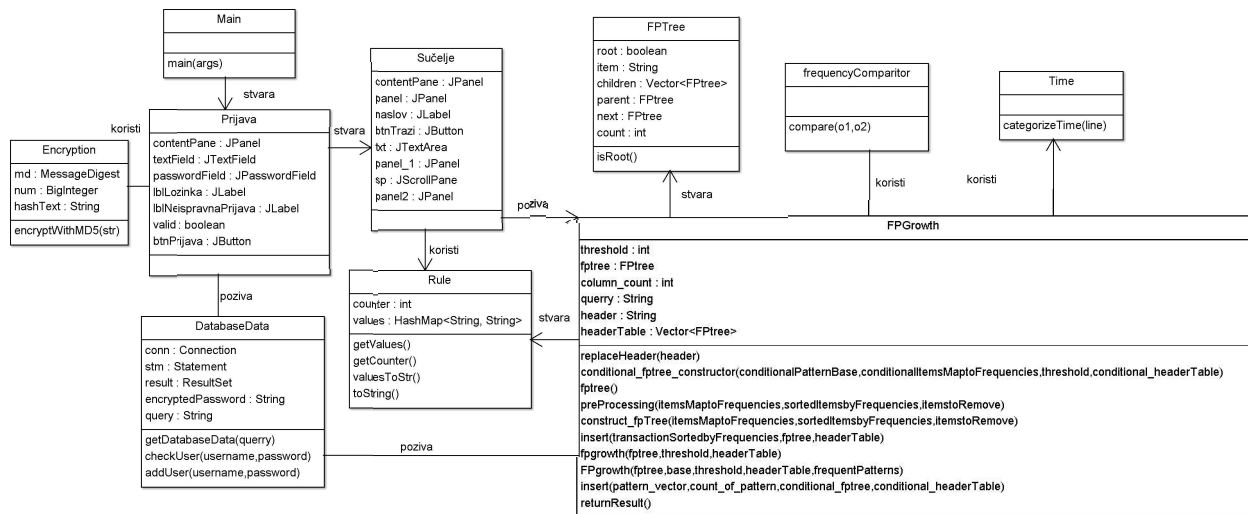 Main
main(args)
stvara
Prijava
contentPane : JPanel
textField : JTextField
passwordField : JPasswordField
lblLozinka : JLabel
lblNeispravnaPrijava : JLabel
valid : boolean
btnPrijava : JButton
koristi
Encryption
md : MessageDigest
num : BigInteger
hashText : String
encryptWithMD5(str)
poziva
DatabaseData
conn : Connection
stm : Statement
result : ResultSet
encryptedPassword : String
query : String
getDatabaseData(querry)
checkUser(username,password)
addUser(username,password)
poziva
stvara
Sučelje
contentPane : JPanel
panel : JPanel
naslov : JLabel
btnTrazi : JButton
txt : JTextArea
panel_1 : JPanel
sp : JScrollPane
panel2 : JPanel
koristi
poziva
Rule
counter : int
values : HashMap<String, String>
getValues()
getCounter()
valuesToStr()
toString()
stvara
FPTree
root : boolean
item : String
children : Vector<FPtree>
parent : FPtree
next : FPtree
count : int
isRoot()
stvara
frequencyComparitor
compare(o1,o2)
koristi
Time
categorizeTime(line)
koristi
FPGrowth
threshold : int
fptree : FPtree
column_count : int
querry : String
header : String
headerTable : Vector<FPtree>
replaceHeader(header)
conditional_fptree_constructor(conditionalPatternBase,conditionalItemsMaptoFrequencies,threshold,conditional_headerTable)
fptree()
preProcessing(itemsMaptoFrequencies,sortedItemsbyFrequencies,itemstoRemove)
construct_fpTree(itemsMaptoFrequencies,sortedItemsbyFrequencies,itemstoRemove)
insert(transactionSortedbyFrequencies,fptree,headerTable)
fpgrowth(fptree,threshold,headerTable)
FPgrowth(fptree,base,threshold,headerTable,frequentPatterns)
insert(pattern_vector,count_of_pattern,conditional_fptree,conditional_headerTable)
returnResult()